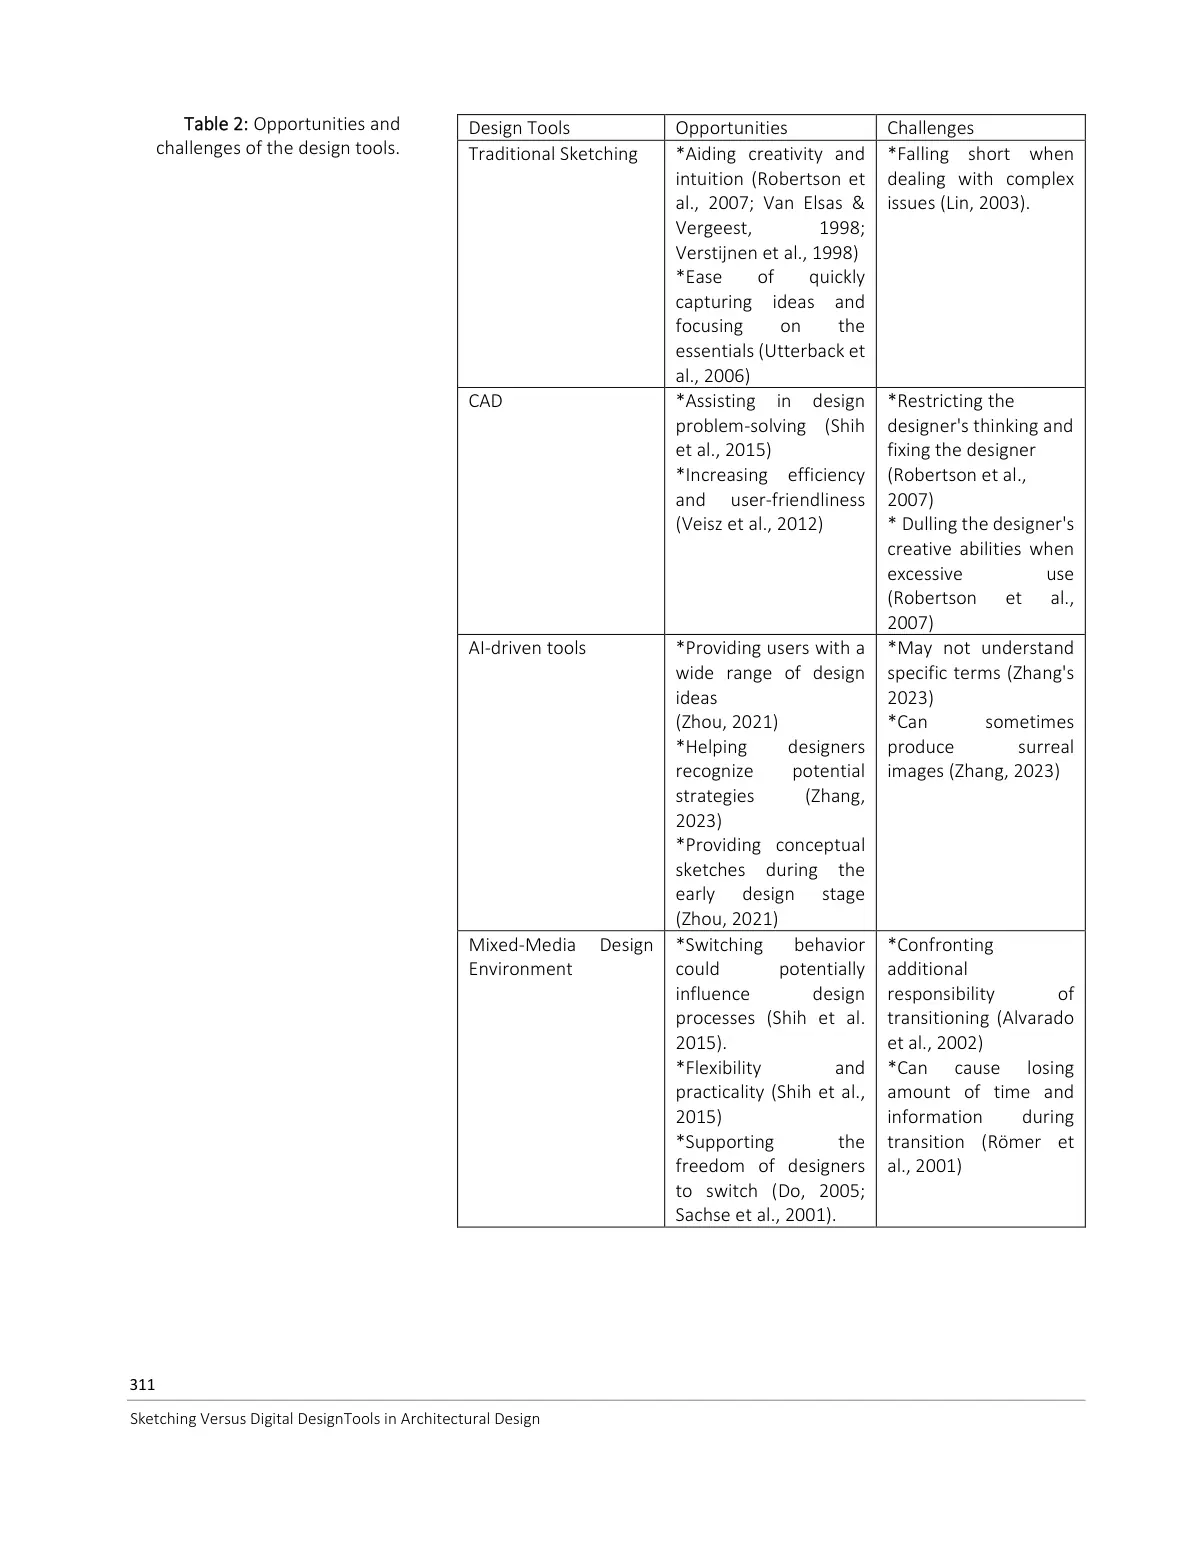 Table 2: Opportunities and
challenges of the design tools.
Design Tools
Opportunities
Challenges
Traditional Sketching
*Aiding creativity and
intuition (Robertson et
al., 2007; Van Elsas &
Vergeest, 1998;
Verstijnen et al., 1998)
*Ease of quickly
capturing ideas and
focusing on the
essentials (Utterback et
al., 2006)
*Falling short when
dealing with complex
issues (Lin, 2003).
CAD
*Assisting in design
problem-solving (Shih
et al., 2015)
*Increasing efficiency
and user-friendliness
(Veisz et al., 2012)
*Restricting the
designer's thinking and
fixing the designer
(Robertson et al.,
2007)
* Dulling the designer's
creative abilities when
excessive use
(Robertson et al.,
2007)
AI-driven tools
*Providing users with a
wide range of design
ideas
(Zhou, 2021)
*Helping designers
recognize potential
strategies (Zhang,
2023)
*Providing conceptual
sketches during the
early design stage
(Zhou, 2021)
*May not understand
specific terms (Zhang's
2023)
*Can sometimes
produce surreal
images (Zhang, 2023)
Mixed-Media Design
Environment
*Switching behavior
could potentially
influence design
processes (Shih et al.
2015).
*Flexibility and
practicality (Shih et al.,
2015)
*Supporting the
freedom of designers
to switch (Do, 2005;
Sachse et al., 2001).
*Confronting
additional
responsibility of
transitioning (Alvarado
et al., 2002)
*Can cause losing
amount of time and
information during
transition (Römer et
al., 2001)
311
Sketching Versus Digital DesignTools in Architectural Design